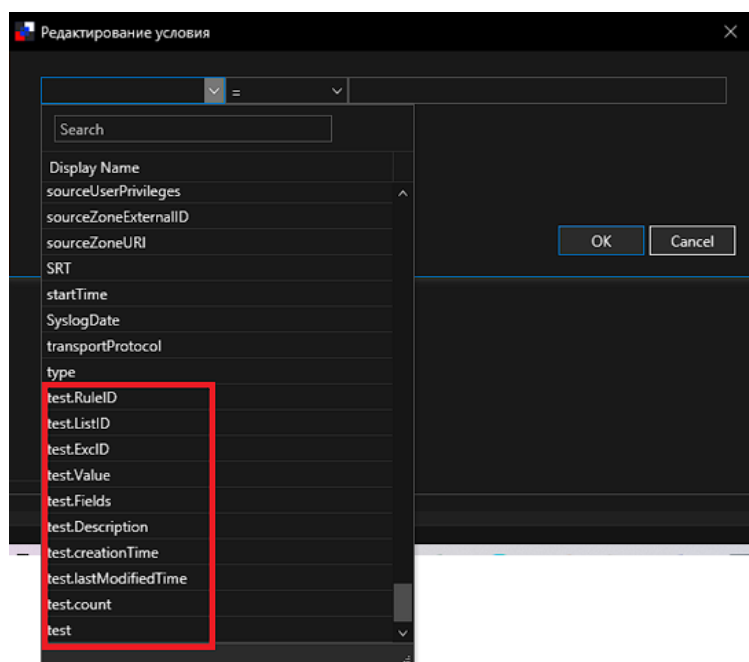 Редактирование условия
=
Search
Display Name
sourceUserPrivileges
sourceZoneExternalID
sourceZoneURI
OK Cancel
SRT
startTime
SyslogDate
transportProtocol
type
test.RuleID
test.ListID
test.ExcID
test.Value
test.Fields
test.Description
test.creationTime
test.lastModifiedTime
test.count
test